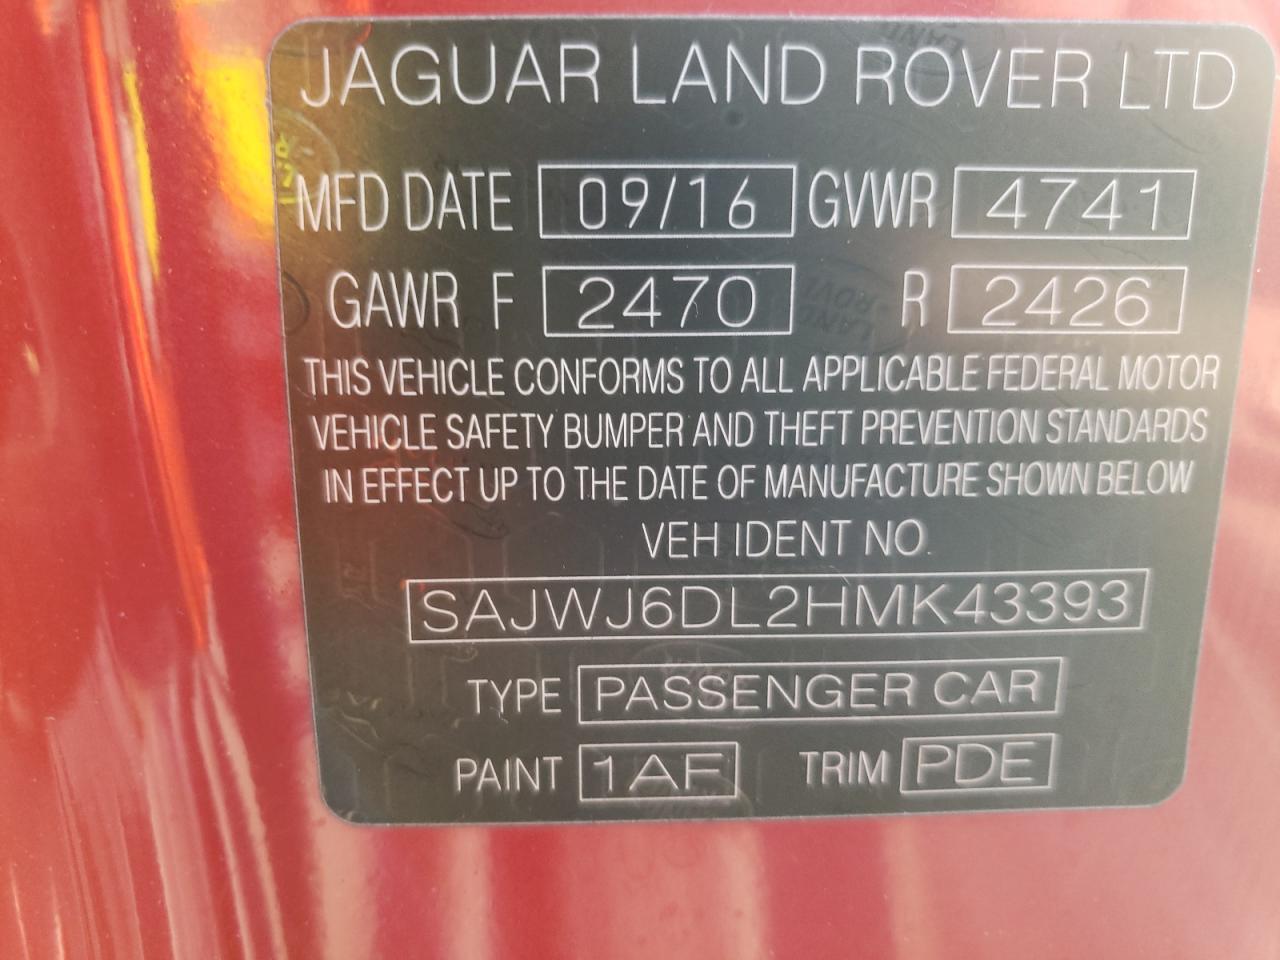 JAGUAR LAND ROVER LTD
MFD DATE 09/16 GVWR 4741
GAWR F 2470 R 2426
THIS VEHICLE CONFORMS TO ALL APPLICABLE FEDERAL MOTOR
VEHICLE SAFETY BUMPER AND THEFT PREVENTION STANDARDS
IN EFFECT UP TO THE DATE OF MANUFACTURE SHOWN BELOW
VEH IDENT NO.
SAJWJ6DL2HMK43393
TYPE PASSENGER CAR
PAINT 1AF TRIM PDE